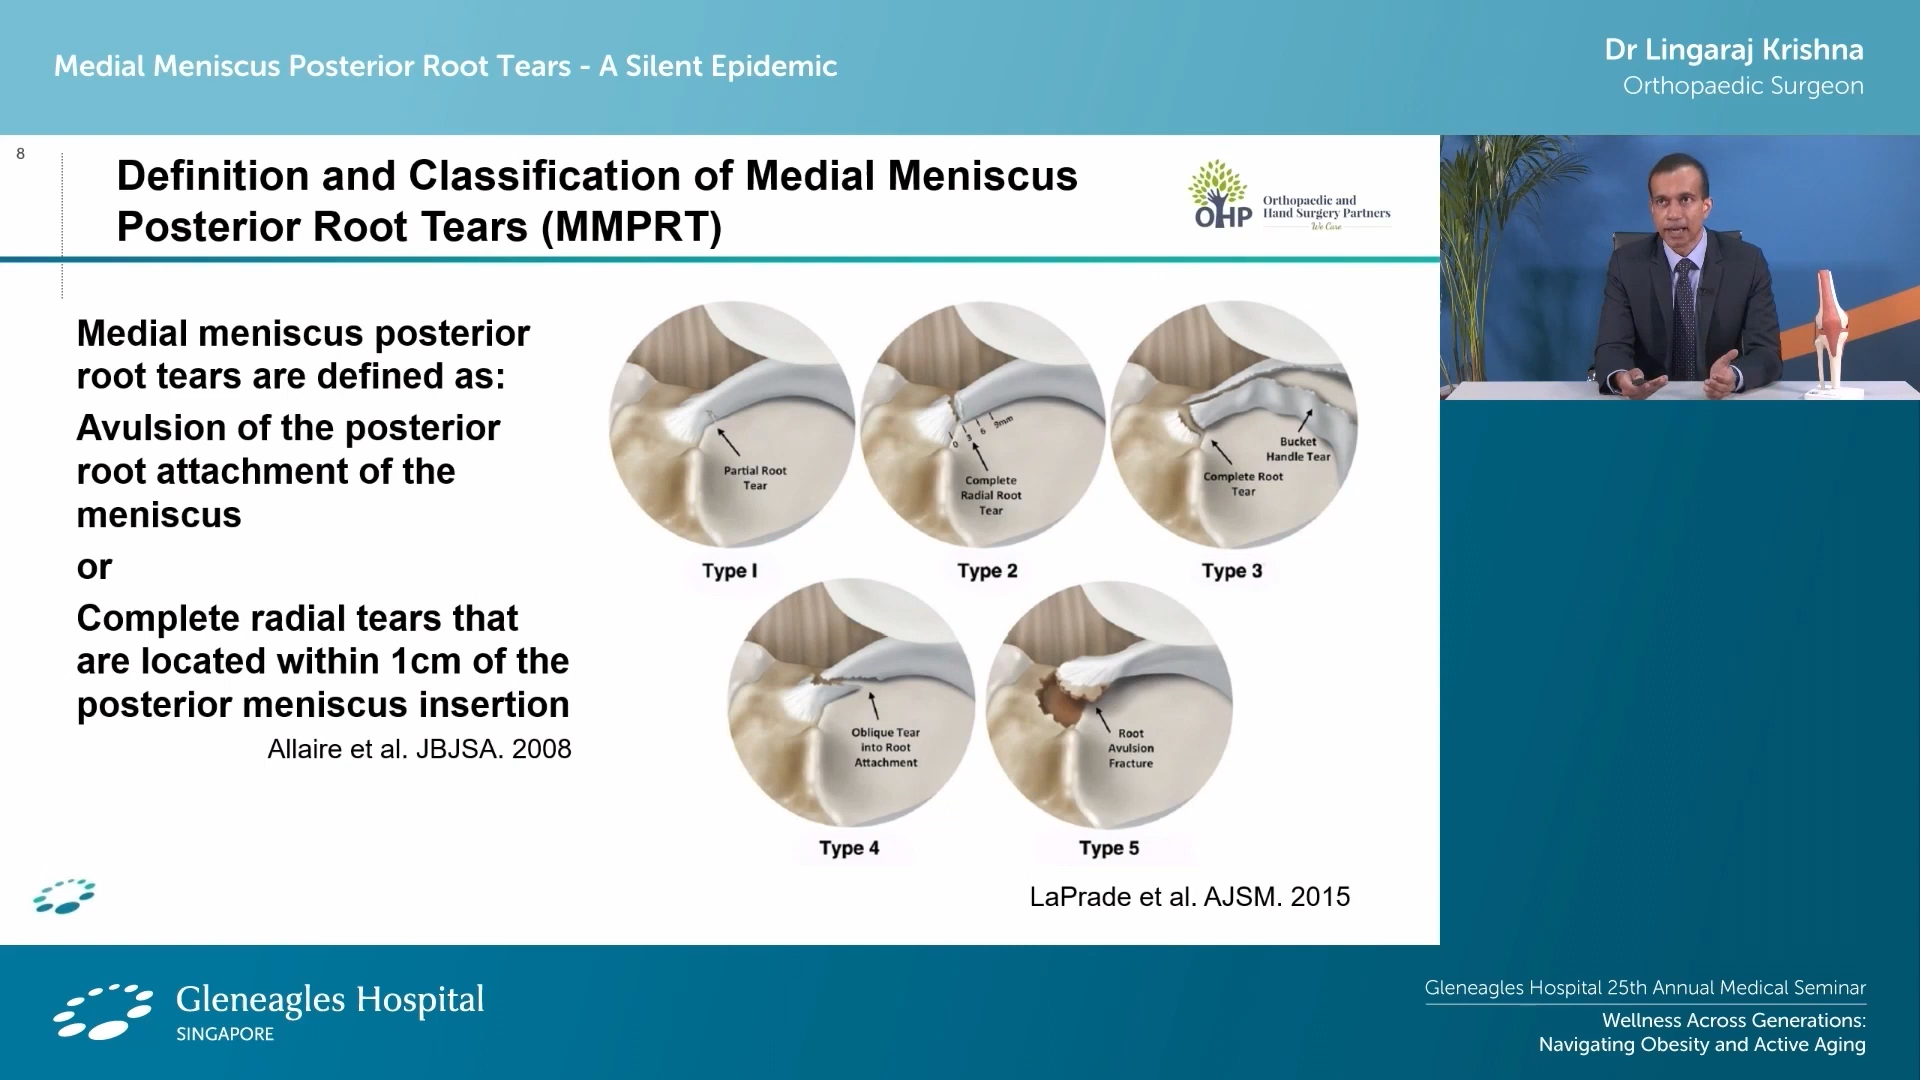 Medial Meniscus Posterior Root Tears - A Silent Epidemic
Dr Lingaraj Krishna
Orthopaedic Surgeon
8
Definition and Classification of Medial Meniscus
Posterior Root Tears (MMPRT)
OHP
Orthopaedic and
Hand Surgery Partners
We Care
Medial meniscus posterior
root tears are defined as:
Avulsion of the posterior
root attachment of the
meniscus
or
Complete radial tears that
are located within 1cm of the
posterior meniscus insertion
Allaire et al. JBJSA. 2008
Partial Root
Tear
Type I
0 3 6 9mm
Complete
Radial Root
Tear
Type 2
Bucket
Handle Tear
Complete Root
Tear
Type 3
Oblique Tear
into Root
Attachment
Type 4
Root
Avulsion
Fracture
Type 5
LaPrade et al. AJSM. 2015
Gleneagles Hospital
SINGAPORE
Gleneagles Hospital 25th Annual Medical Seminar
Wellness Across Generations:
Navigating Obesity and Active Aging